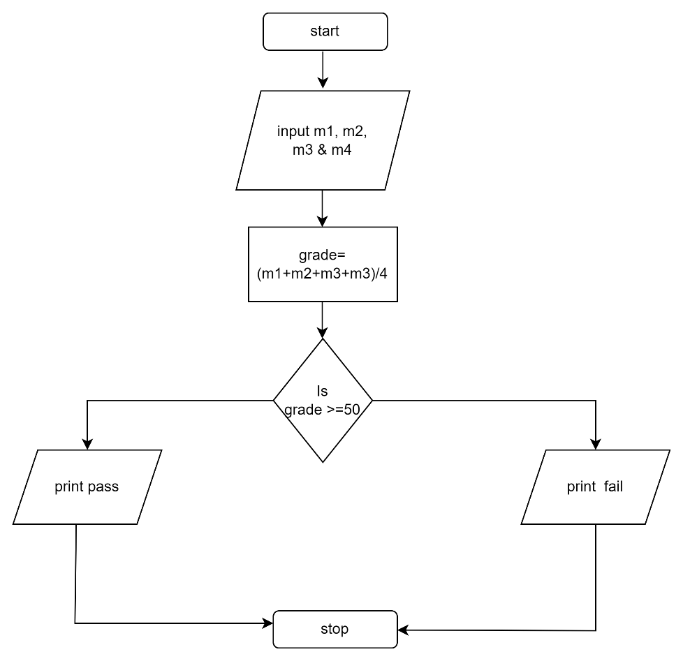 start
input m1, m2,
m3 & m4
grade=
(m1+m2+m3+m3)/4
Is
grade >=50
print pass
print fail
stop